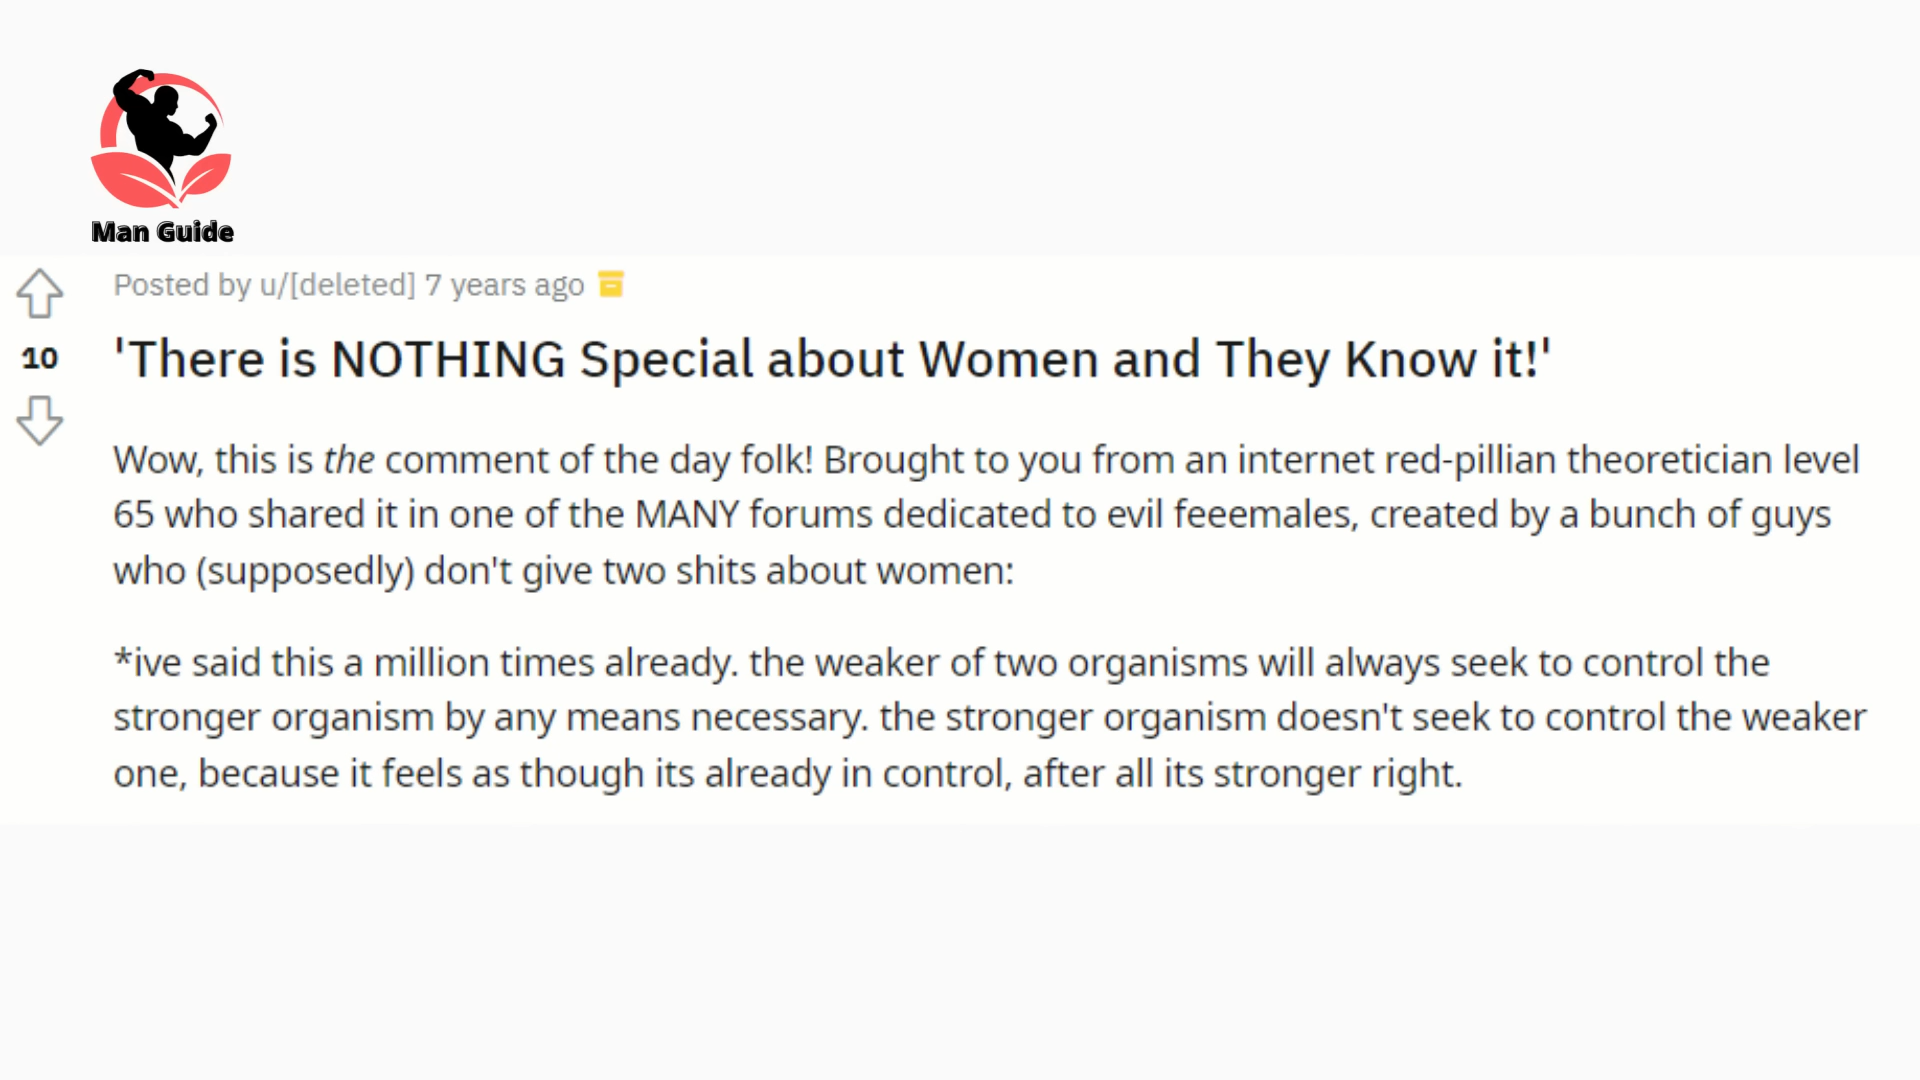 Man Guide
Posted by u/[deleted] 7 years ago
10
'There is NOTHING Special about Women and They Know it!'
Wow, this is the comment of the day folk! Brought to you from an internet red-pillian theoretician level
65 who shared it in one of the MANY forums dedicated to evil feeemales, created by a bunch of guys
who (supposedly) don't give two shits about women:
*ive said this a million times already. the weaker of two organisms will always seek to control the
stronger organism by any means necessary. the stronger organism doesn't seek to control the weaker
one, because it feels as though its already in control, after all its stronger right.